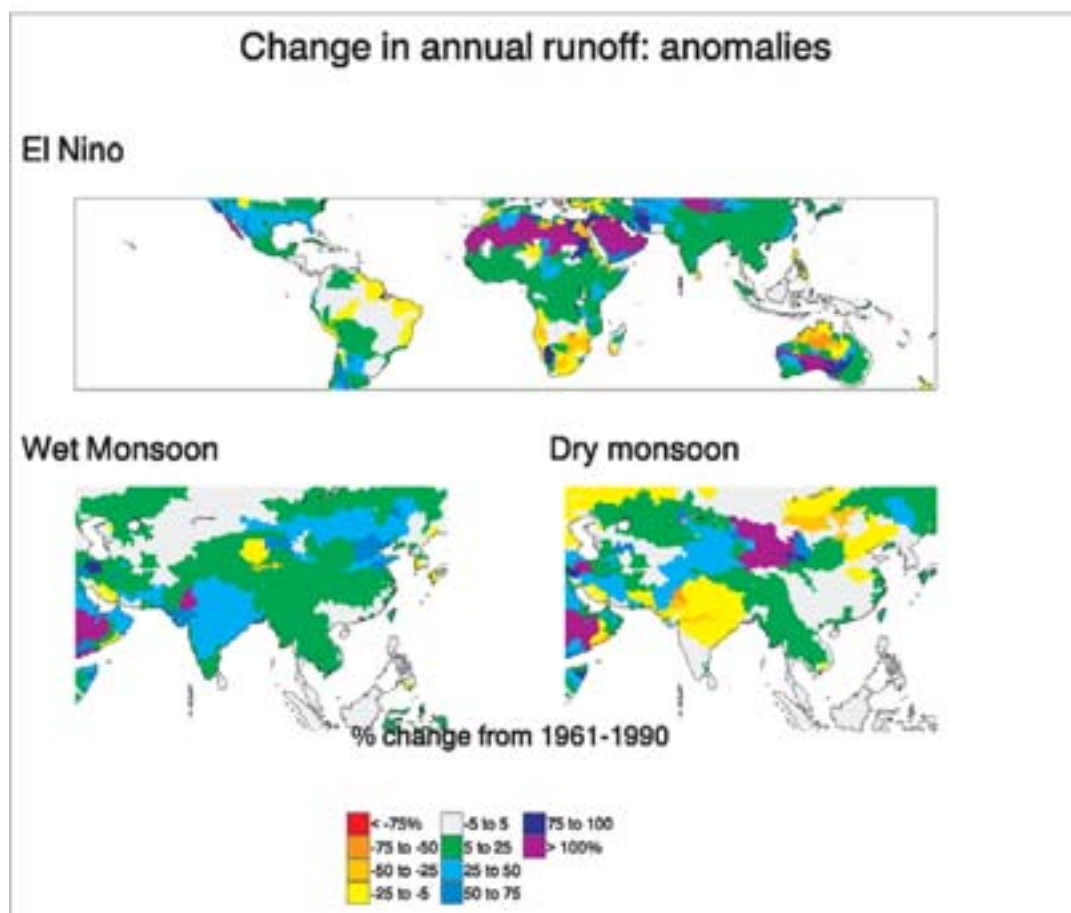 Change in annual runoff: anomalies
El Nino
Wet Monsoon
Dry monsoon
% change from 1961-1990
< -75%
-75 to -50
-50 to -25
-25 to -5
-5 to 5
5 to 25
25 to 50
50 to 75
75 to 100
> 100%